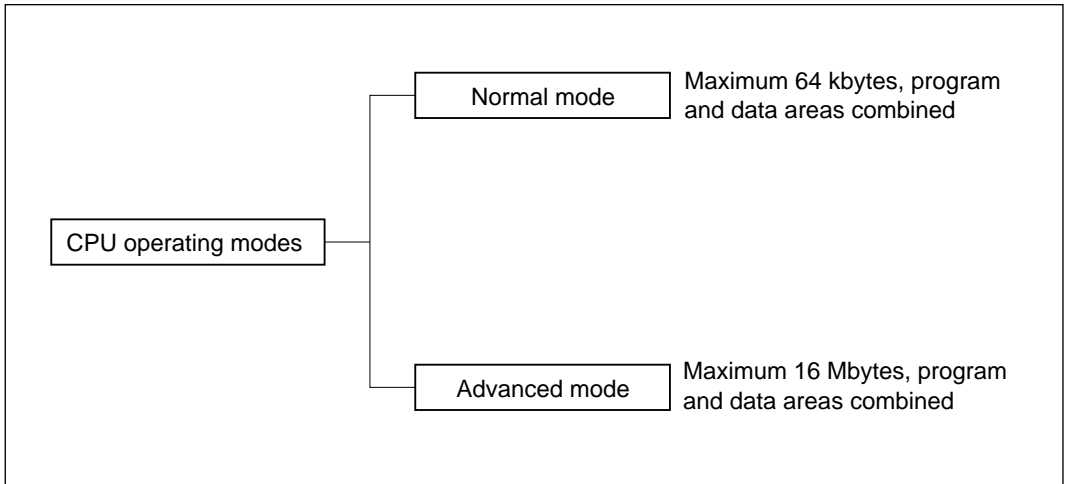 Normal mode
Maximum 64 kbytes, program
and data areas combined
CPU operating modes
Advanced mode
Maximum 16 Mbytes, program
and data areas combined